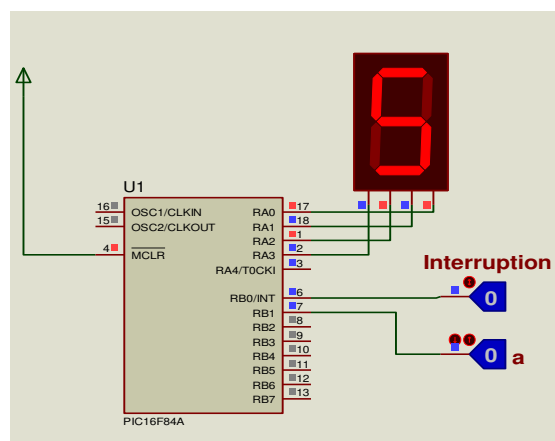 5
U1
16 OSC1/CLKIN RA0 17
15 OSC2/CLKOUT RA1 18
RA2 1
4 MCLR RA3 2
RA4/T0CKI 3
Interruption
RB0/INT 6
0
RB1 7
RB2 8
RB3 9
0 a
RB4 10
RB5 11
RB6 12
RB7 13
PIC16F84A